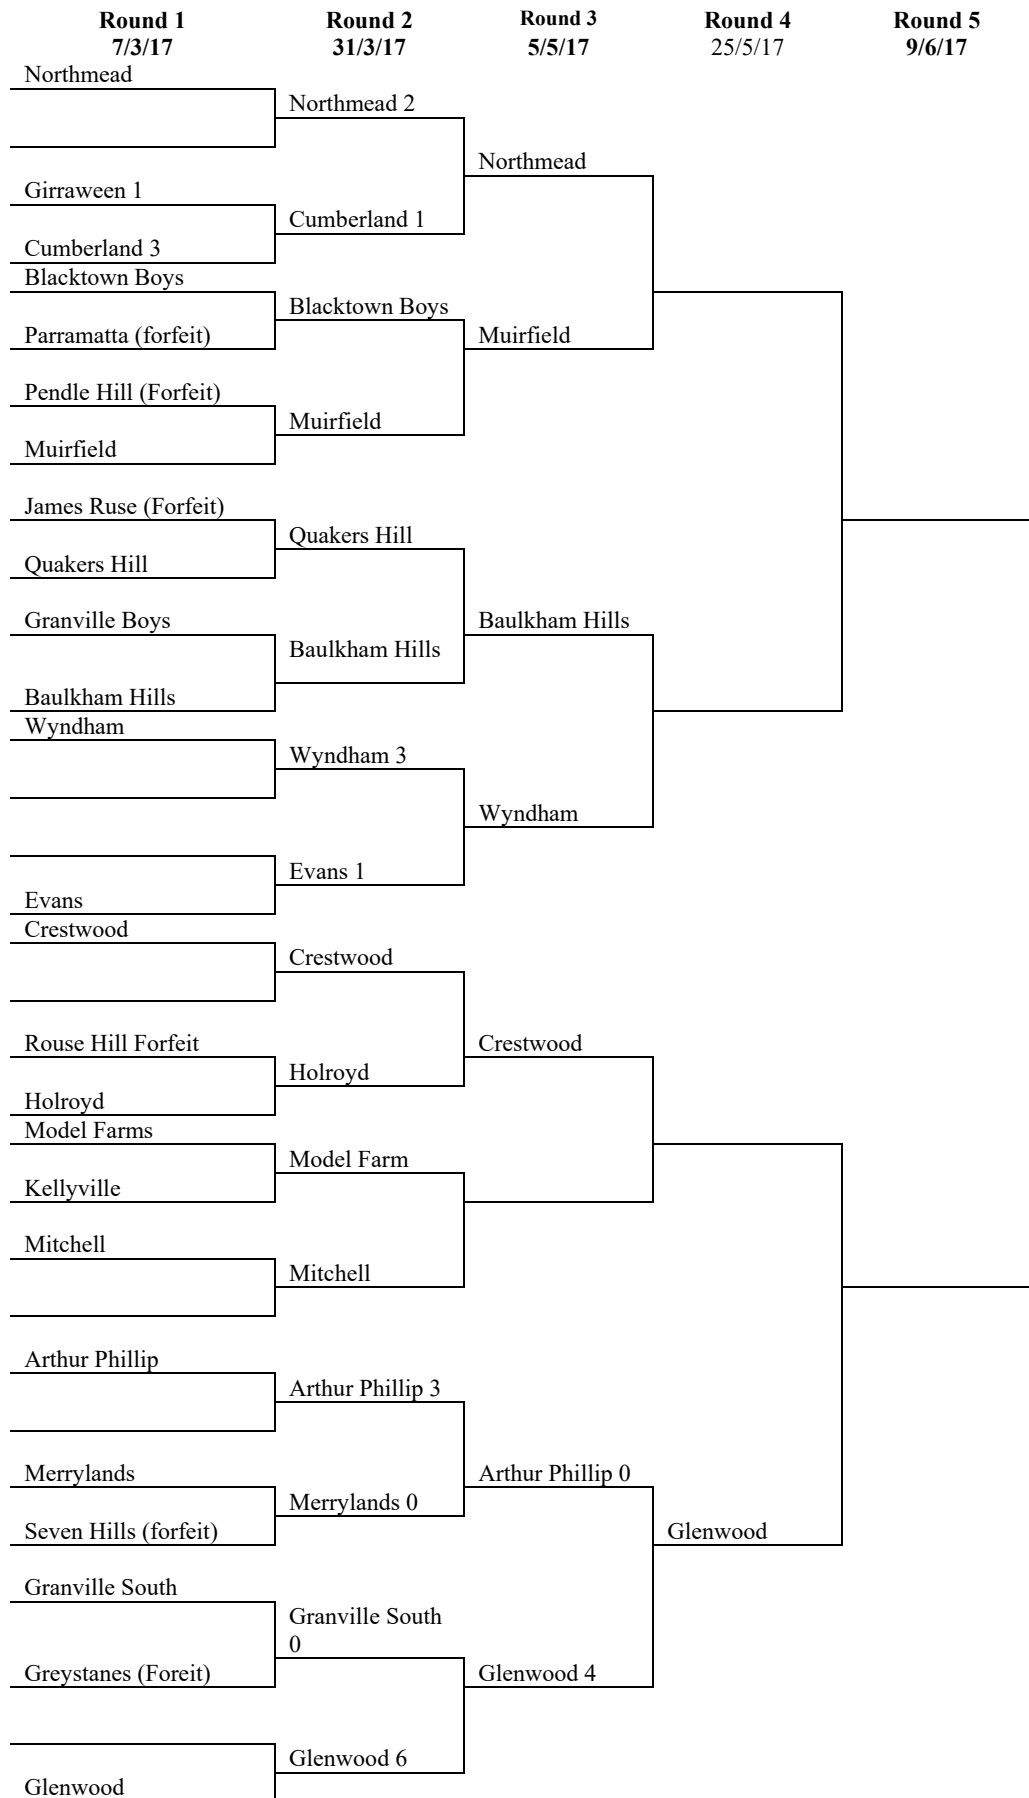 Round 1
7/3/17
Round 2
31/3/17
Round 3
5/5/17
Round 4
25/5/17
Round 5
9/6/17
Northmead
Northmead 2
Northmead
Girraween 1
Cumberland 1
Cumberland 3
Blacktown Boys
Blacktown Boys
Parramatta (forfeit)
Muirfield
Pendle Hill (Forfeit)
Muirfield
Muirfield
James Ruse (Forfeit)
Quakers Hill
Quakers Hill
Granville Boys
Baulkham Hills
Baulkham Hills
Baulkham Hills
Wyndham
Wyndham 3
Wyndham
Evans 1
Evans
Crestwood
Crestwood
Rouse Hill Forfeit
Crestwood
Holroyd
Holroyd
Model Farms
Model Farm
Kellyville
Mitchell
Mitchell
Arthur Phillip
Arthur Phillip 3
Merrylands
Arthur Phillip 0
Merrylands 0
Seven Hills (forfeit)
Glenwood
Granville South
Granville South
0
Greystanes (Foreit)
Glenwood 4
Glenwood 6
Glenwood